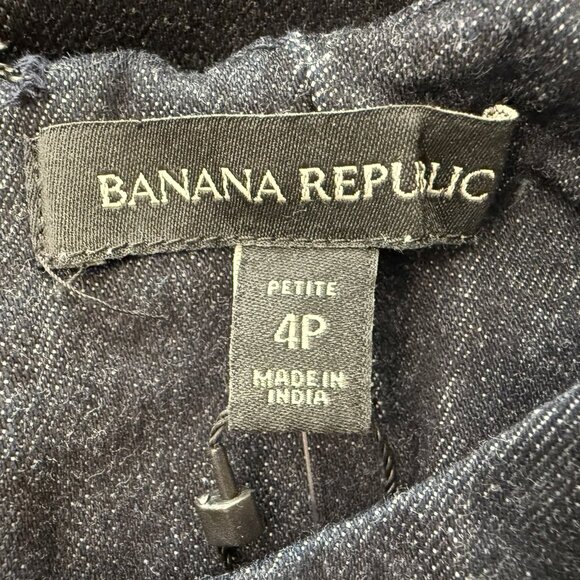 BANANA REPUBLIC
PETITE
4P
MADE IN
INDIA